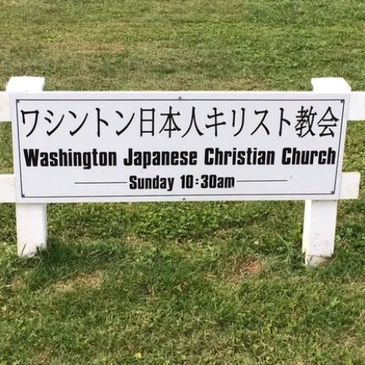 ワシントン日本人キリスト教会
Washington Japanese Christian Church
Sunday 10:30am